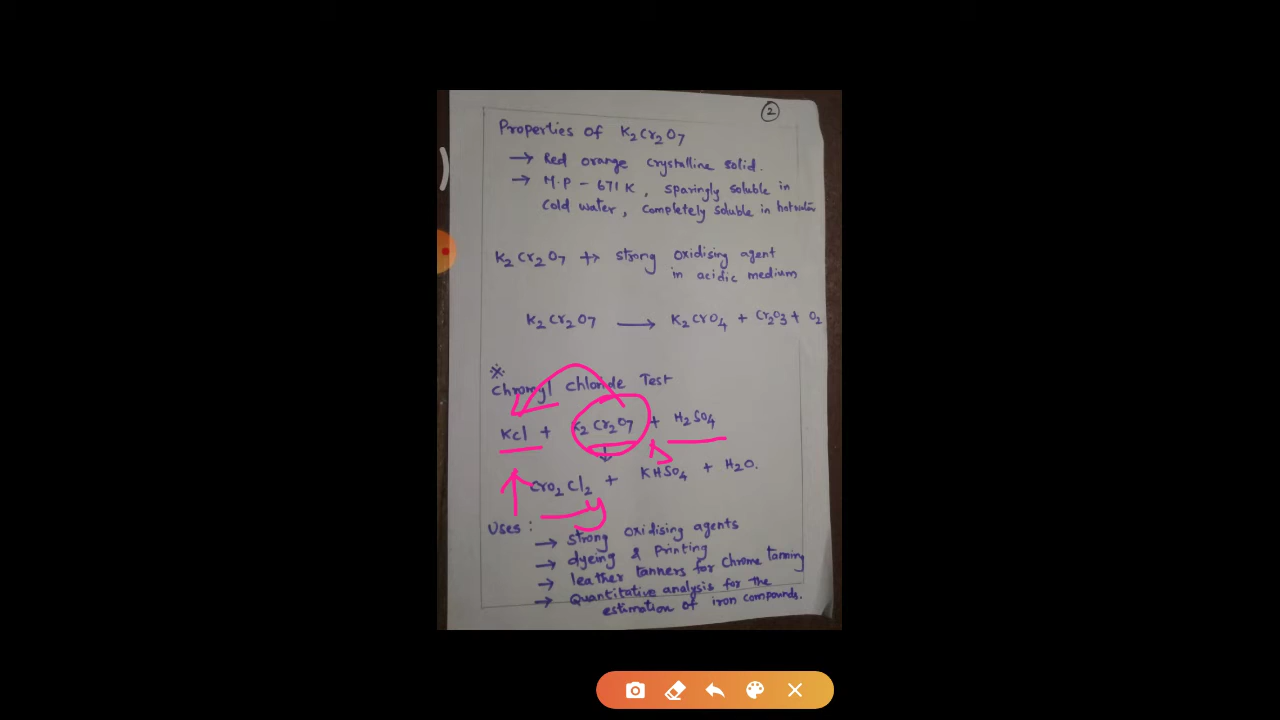 2
Properties of K2Cr2O7
→ Red orange crystalline solid.
→ M.P - 671 K, sparingly soluble in
cold water, completely soluble in hot water
K2Cr2O7 ↔ strong oxidising agent
in acidic medium
K2Cr2O7 → K2CrO4 + Cr2O3 + O2
※
Chromyl Chloride Test
Kcl + K2Cr2O7 + H2SO4
↓
CrO2Cl2 + KHSO4 + H2O.
Uses:
→ strong oxidising agents
→ dyeing & Printing
→ leather tanners for Chrome tanning
→ Quantitative analysis for the
estimation of iron compounds.